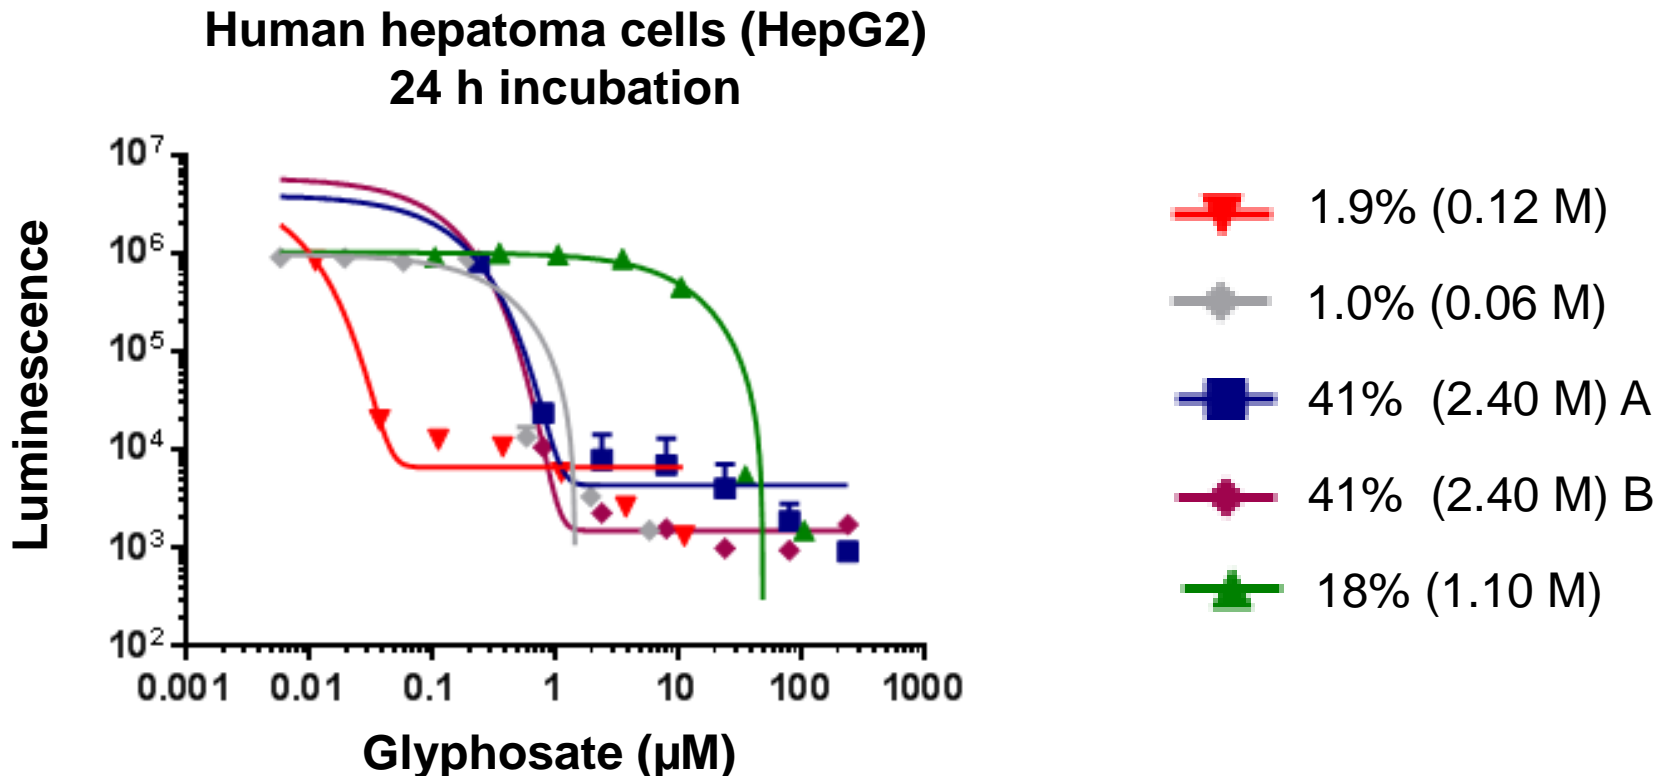 Human hepatoma cells (HepG2)
24 h incubation
Luminescence
10⁷
10⁶
10⁵
10⁴
10³
10²
0.001 0.01 0.1 1 10 100 1000
Glyphosate (µM)
1.9% (0.12 M)
1.0% (0.06 M)
41% (2.40 M) A
41% (2.40 M) B
18% (1.10 M)